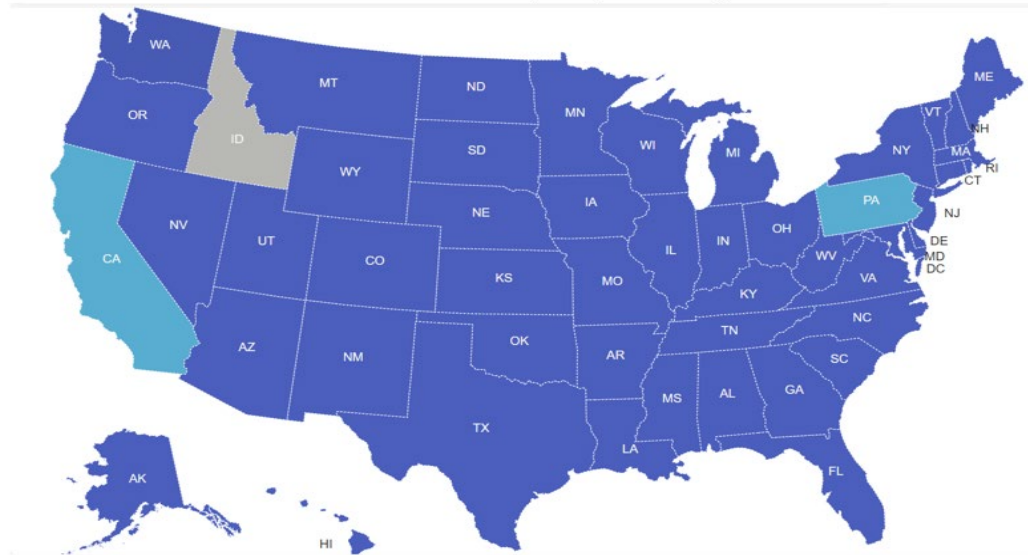 WA
MT
ND
MN
ME
OR
ID
SD
WI
MI
VT
NH
NY
MA
RI
CT
WY
NE
IA
PA
NJ
NV
UT
CO
KS
MO
IL
IN
OH
WV
DE
MD
DC
VA
KY
CA
AZ
NM
OK
AR
TN
NC
SC
MS
AL
GA
TX
LA
FL
AK
HI